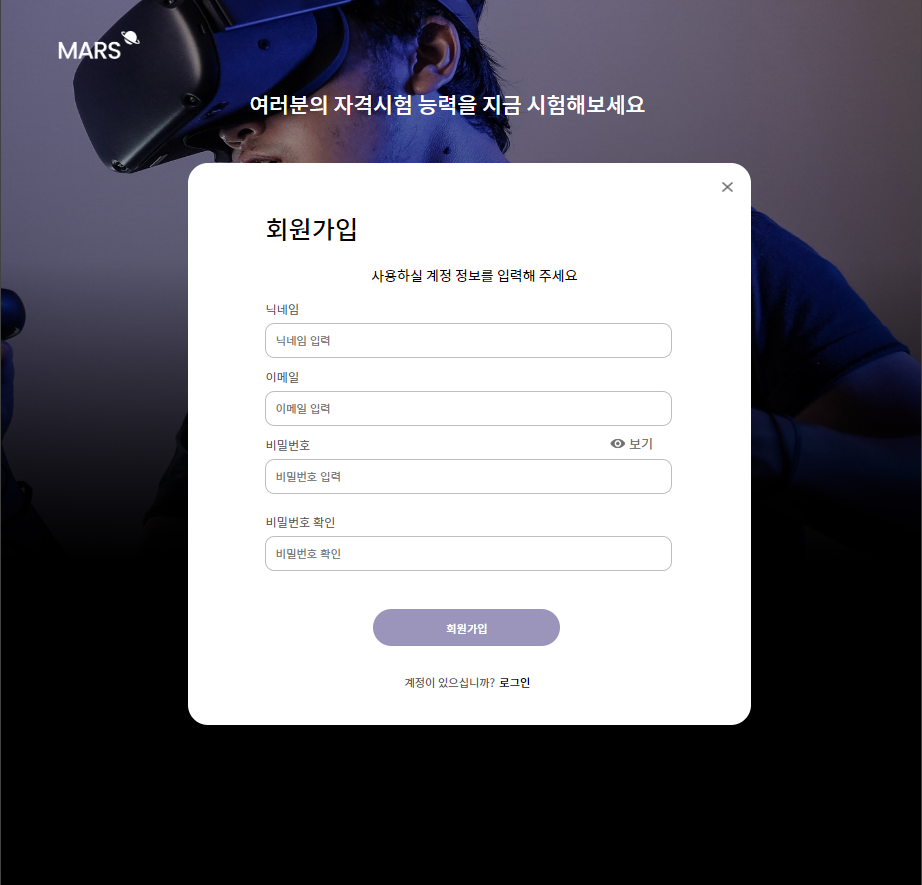 MARS
여러분의 자격시험 능력을 지금 시험해보세요
회원가입
사용하실 계정 정보를 입력해 주세요
닉네임
닉네임 입력
이메일
이메일 입력
비밀번호
보기
비밀번호 입력
비밀번호 확인
비밀번호 확인
회원가입
계정이 있으십니까? 로그인